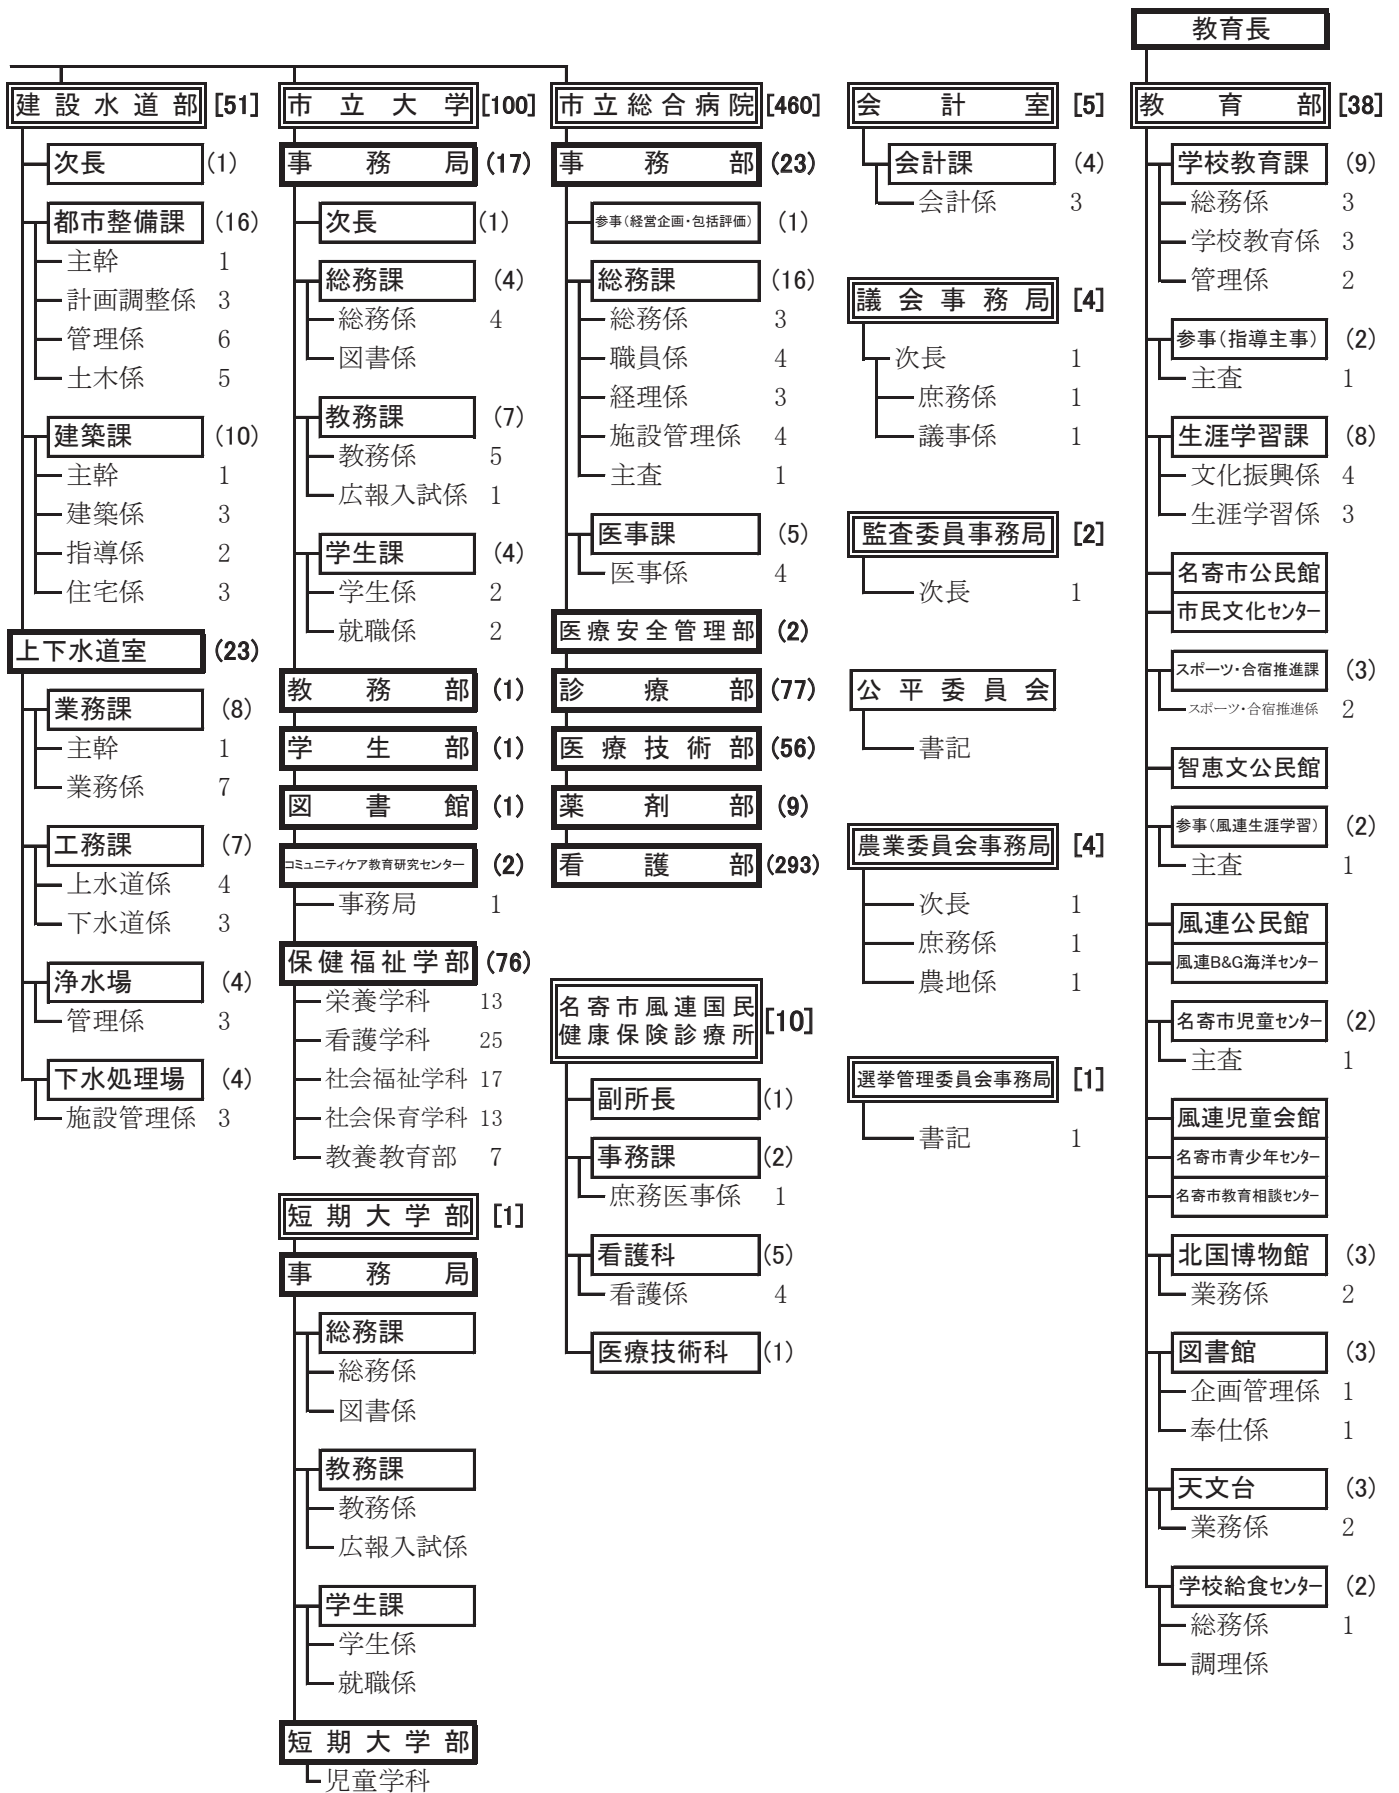 建設水道部 [51]
次長 (1)
都市整備課 (16)
主幹 1
計画調整係 3
管理係 6
土木係 5
建築課 (10)
主幹 1
建築係 3
指導係 2
住宅係 3
上下水道室 (23)
業務課 (8)
主幹 1
業務係 7
工務課 (7)
上水道係 4
下水道係 3
浄水場 (4)
管理係 3
下水処理場 (4)
施設管理係 3
市立大学 [100]
事務局 (17)
次長 (1)
総務課 (4)
総務係 4
図書係
教務課 (7)
教務係 5
広報入試係 1
学生課 (4)
学生係 2
就職係 2
教務部 (1)
学生部 (1)
図書館 (1)
コミュニティケア教育研究センター (2)
事務局 1
保健福祉学部 (76)
栄養学科 13
看護学科 25
社会福祉学科 17
社会保育学科 13
教養教育部 7
短期大学部 [1]
事務局
総務課
総務係
図書係
教務課
教務係
広報入試係
学生課
学生係
就職係
短期大学部
児童学科
市立総合病院 [460]
事務部 (23)
参事(経営企画・包括評価) (1)
総務課 (16)
総務係 3
職員係 4
経理係 3
施設管理係 4
主査 1
医事課 (5)
医事係 4
医療安全管理部 (2)
診療部 (77)
医療技術部 (56)
薬剤部 (9)
看護部 (293)
名寄市風連国民
健康保険診療所 [10]
副所長 (1)
事務課 (2)
庶務医事係 1
看護科 (5)
看護係 4
医療技術科 (1)
会計室 [5]
会計課 (4)
会計係 3
議会事務局 [4]
次長 1
庶務係 1
議事係 1
監査委員事務局 [2]
次長 1
公平委員会
書記
農業委員会事務局 [4]
次長 1
庶務係 1
農地係 1
選挙管理委員会事務局 [1]
書記 1
教育長
教育部 [38]
学校教育課 (9)
総務係 3
学校教育係 3
管理係 2
参事(指導主事) (2)
主査 1
生涯学習課 (8)
文化振興係 4
生涯学習係 3
名寄市公民館
市民文化センター
スポーツ・合宿推進課 (3)
スポーツ・合宿推進係 2
智恵文公民館
参事(風連生涯学習) (2)
主査 1
風連公民館
風連B&G海洋センター
名寄市児童センター (2)
主査 1
風連児童会館
名寄市青少年センター
名寄市教育相談センター
北国博物館 (3)
業務係 2
図書館 (3)
企画管理係 1
奉仕係 1
天文台 (3)
業務係 2
学校給食センター (2)
総務係 1
調理係